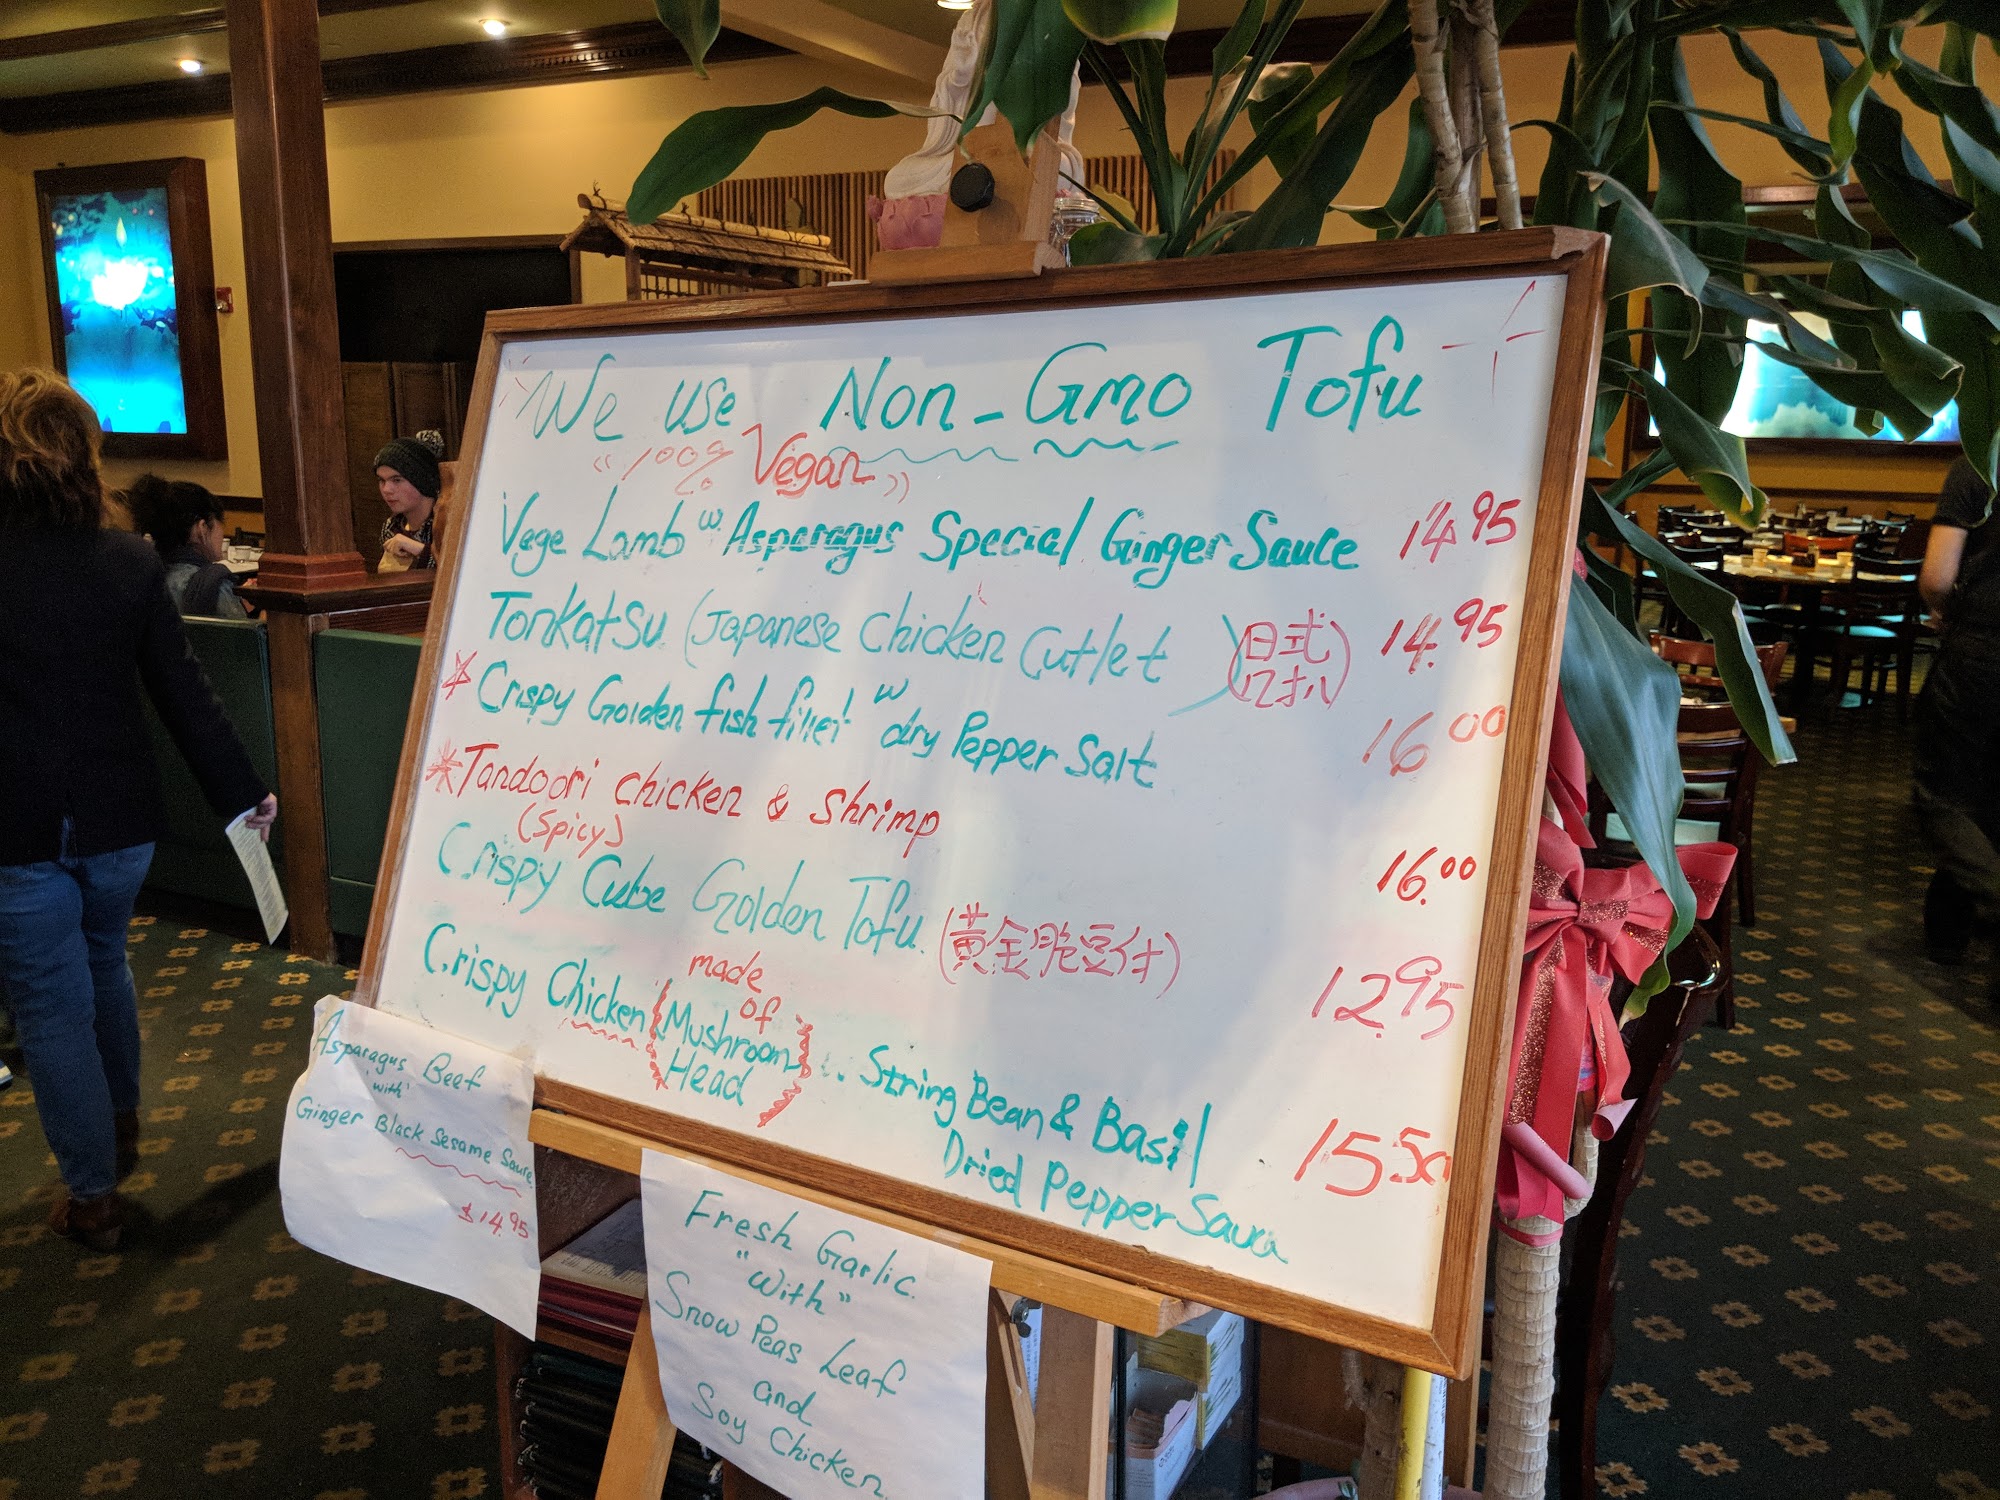 We use Non-GMO Tofu
"100% Vegan"
Vege Lamb w. Asparagus Special Ginger Sauce 14.95
Tonkatsu (Japanese Chicken Cutlet) (日式 14.95
Crispy Golden fish fillet w dry Pepper Salt 16.00
Tandoori chicken & shrimp 16.00
(Spicy)
Crispy Cube Golden Tofu. (黄金脆豆付) 12.95
Crispy Chicken made of
Mushroom Head
String Bean & Basil 15.50
Dried Pepper Sauce
Asparagus Beef
"with"
Ginger Black Sesame Sauce
$14.95
Fresh Garlic
"With"
Snow Peas Leaf
and
Soy Chicken